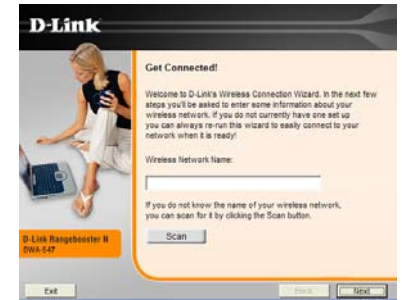 D-Link
Get Connected!
Welcome to D-Link's Wireless Connection Wizard. In the next few
steps you'll be asked to enter some information about your
wireless network. If you do not currently have one set up
you can always re-run this wizard to easily connect to your
network when it is ready!
Wireless Network Name:
If you do not know the name of your wireless network,
you can scan for it by clicking the Scan button.
Scan
D-Link Rangebooster N
DWA-547
Exit
Back
Next